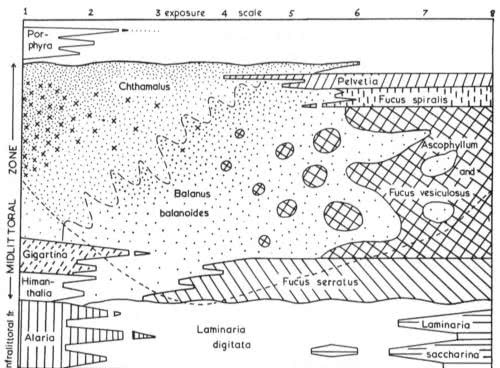 1 2 3 exposure 4 scale 5 6 7 8
Por-
phyra
Chthamalus
Pelvetia
Fucus spiralis
Ascophyllum
and
Fucus vesiculosus
Balanus
balanoides
MIDLITTORAL ZONE
Gigartina
Himan-
thalia
Fucus serratus
nfralittoral fr.
Alaria
Laminaria
digitata
Laminaria
saccharina